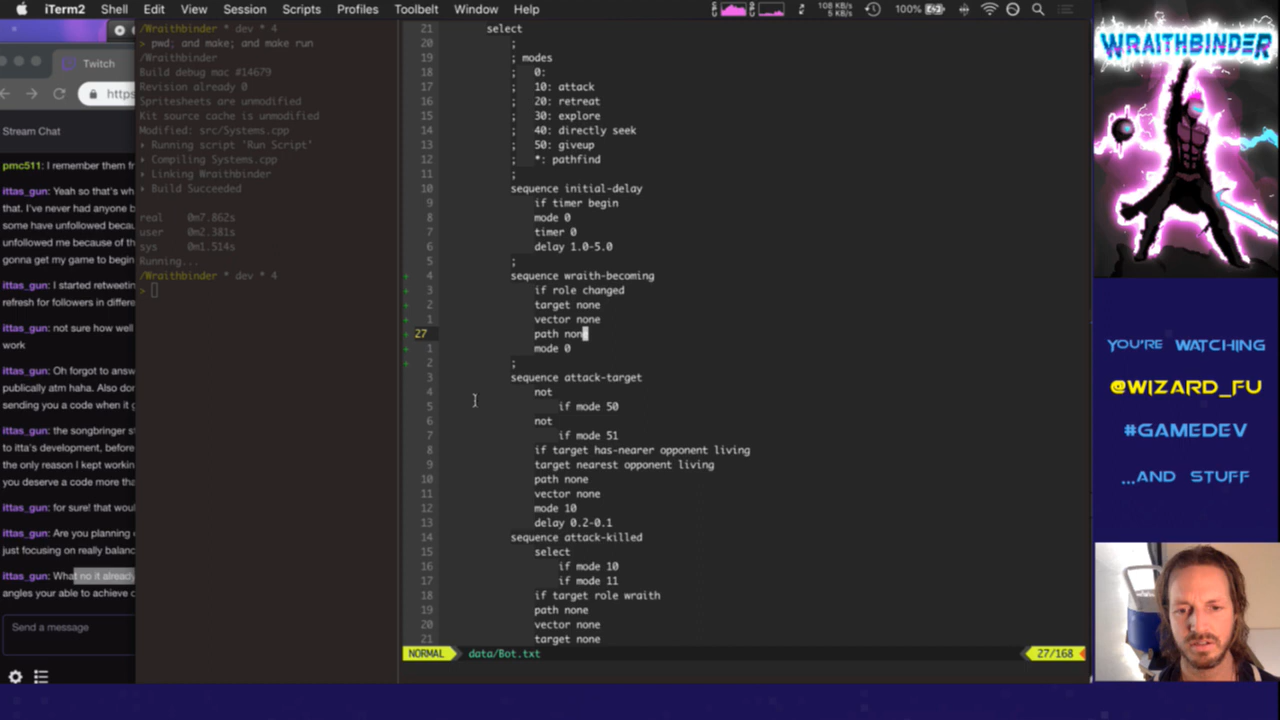 iTerm2 Shell Edit View Session Scripts Profiles Toolbelt Window Help
108 KB/s
5 KB/s
100%
Twitch
https
Stream Chat
pmc511: I remember them fr
ittas_gun: Yeah so that's wh
that. I've never had anyone b
some have unfollowed becau
unfollowed me because of th
gonna get my game to begin
ittas_gun: I started retweetin
refresh for followers in differe
ittas_gun: not sure how well
work
ittas_gun: Oh forgot to answ
publically atm haha. Also don
sending you a code when it g
ittas_gun: the songbringer st
to itta's development, before
the only reason I kept workin
you deserve a code more tha
ittas_gun: for sure! that woul
ittas_gun: Are you planning o
just focusing on really balanc
ittas_gun: What no it already
angles your able to achieve c
Send a message
/Wraithbinder * dev * 4
> pwd; and make; and make run
/Wraithbinder
Build debug mac #14679
Revision already 0
Spritesheets are unmodified
Kit source cache is unmodified
Modified: src/Systems.cpp
▸ Running script 'Run Script'
▸ Compiling Systems.cpp
▸ Linking Wraithbinder
▸ Build Succeeded
real 0m7.862s
user 0m2.381s
sys 0m1.514s
Running...
/Wraithbinder * dev * 4
>
21 select
20 ;
19 ; modes
18 ; 0:
17 ; 10: attack
16 ; 20: retreat
15 ; 30: explore
14 ; 40: directly seek
13 ; 50: giveup
12 ; *: pathfind
11 ;
10 sequence initial-delay
9 if timer begin
8 mode 0
7 timer 0
6 delay 1.0-5.0
5 ;
+ 4 sequence wraith-becoming
+ 3 if role changed
+ 2 target none
+ 1 vector none
+ 27 path none
+ 1 mode 0
+ 2 ;
3 sequence attack-target
4 not
5 if mode 50
6 not
7 if mode 51
8 if target has-nearer opponent living
9 target nearest opponent living
10 path none
11 vector none
12 mode 10
13 delay 0.2-0.1
14 sequence attack-killed
15 select
16 if mode 10
17 if mode 11
18 if target role wraith
19 path none
20 vector none
21 target none
NORMAL data/Bot.txt 27/168
WRAITHBINDER
YOU'RE WATCHING
@WIZARD_FU
#GAMEDEV
...AND STUFF